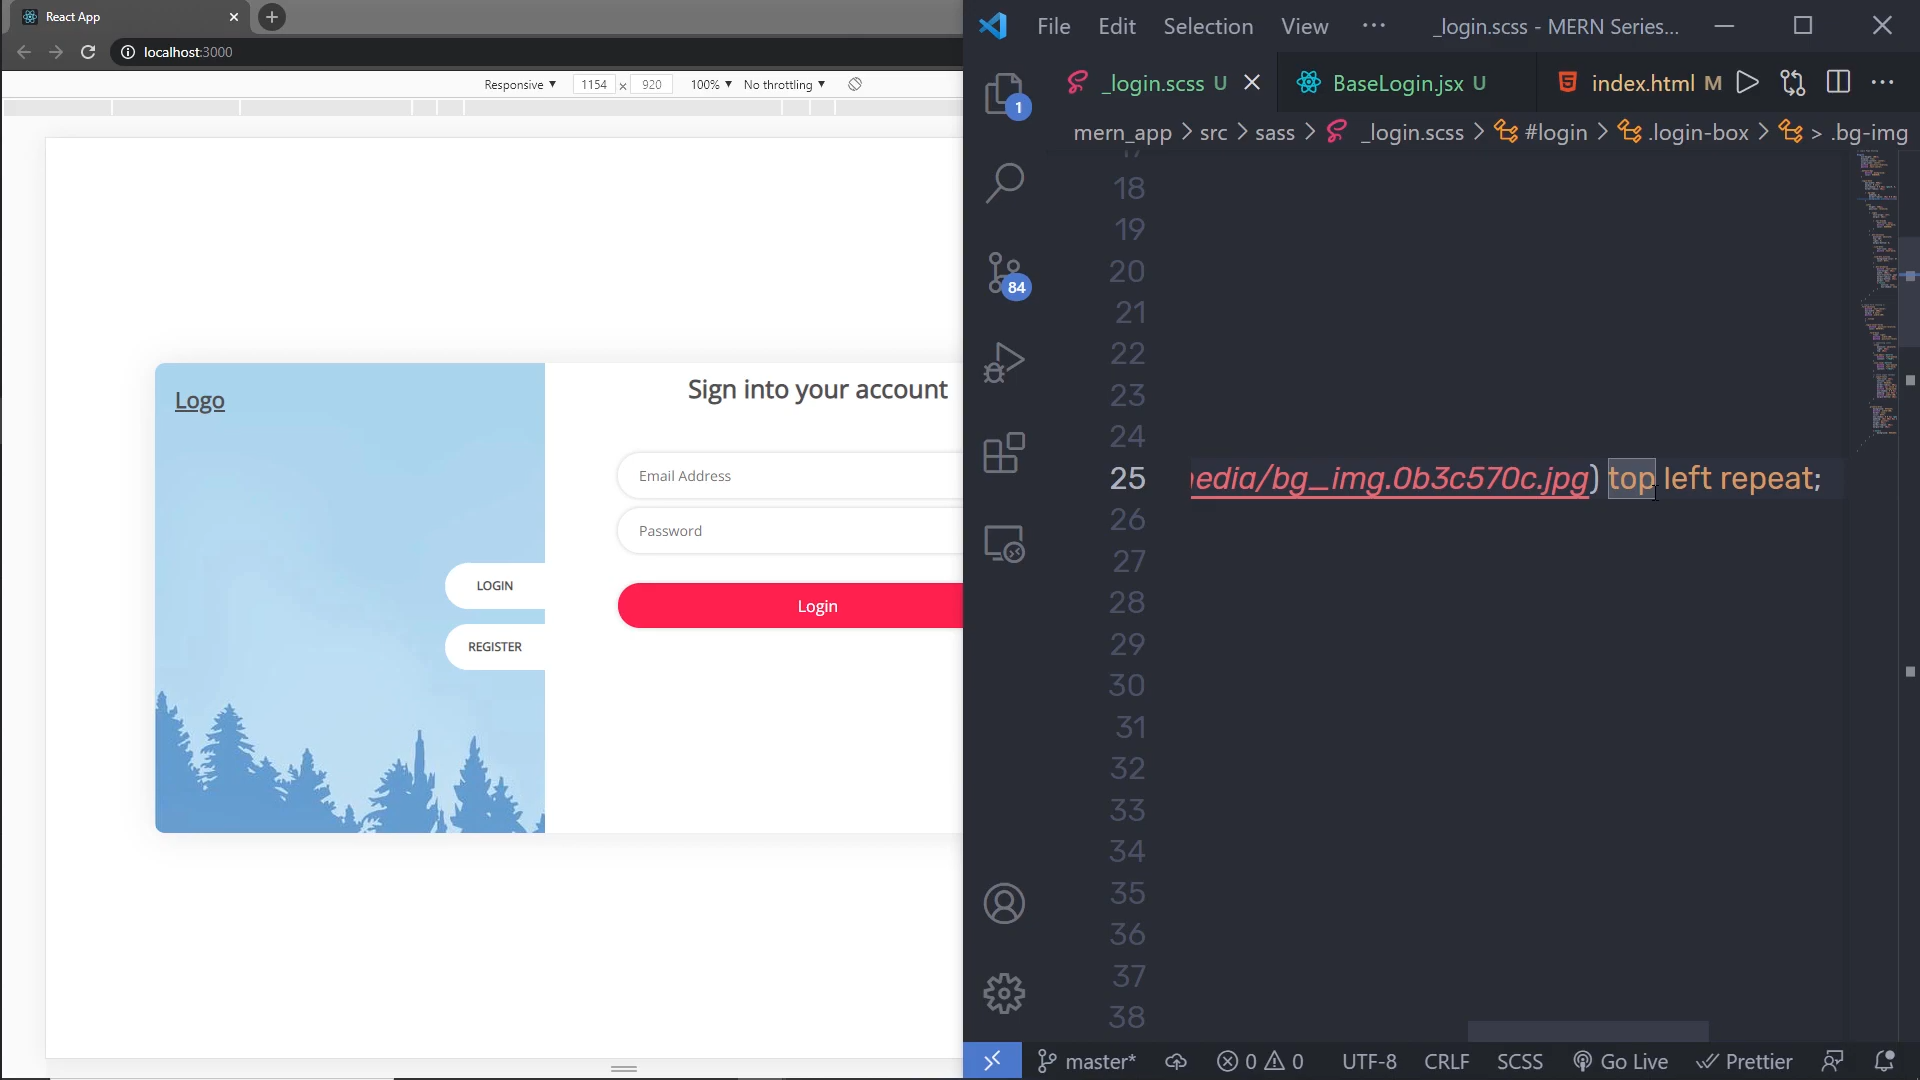 React App
localhost:3000
Responsive 1154 x 920 100% No throttling
Logo
Sign into your account
Email Address
Password
LOGIN
Login
REGISTER
File Edit Selection View ··· _login.scss - MERN Series...
_login.scss U BaseLogin.jsx U index.html M
mern_app > src > sass > _login.scss > #login > .login-box > > .bg-img
1
84
17
18
19
20
21
22
23
24
25 nedia/bg_img.0b3c570c.jpg) top left repeat;
26
27
28
29
30
31
32
33
34
35
36
37
38
master* 0 0 UTF-8 CRLF SCSS Go Live Prettier